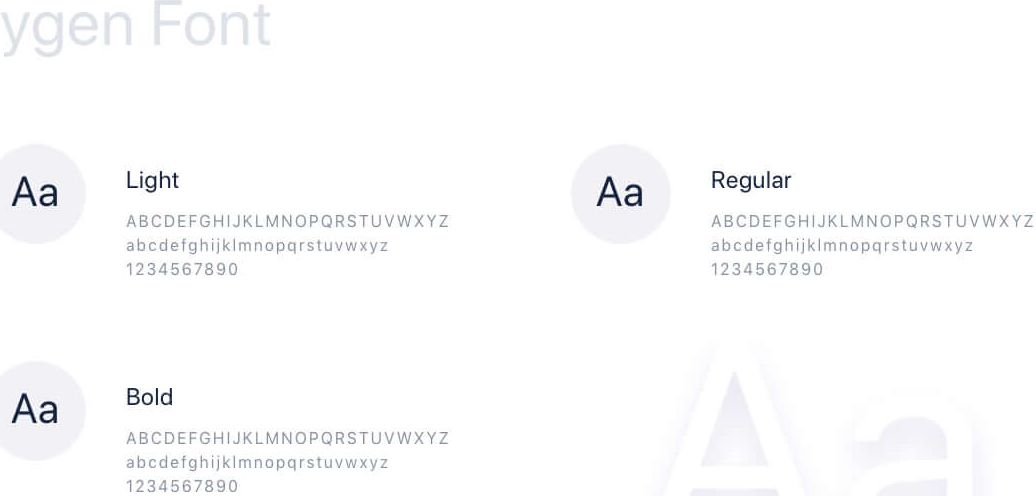 ygen Font
Aa
Light
ABCDEFGHIJKLMNOPQRSTUVWXYZ
abcdefghijklmnopqrstuvwxyz
1234567890
Aa
Regular
ABCDEFGHIJKLMNOPQRSTUVWXYZ
abcdefghijklmnopqrstuvwxyz
1234567890
Aa
Bold
ABCDEFGHIJKLMNOPQRSTUVWXYZ
abcdefghijklmnopqrstuvwxyz
1234567890
Aa